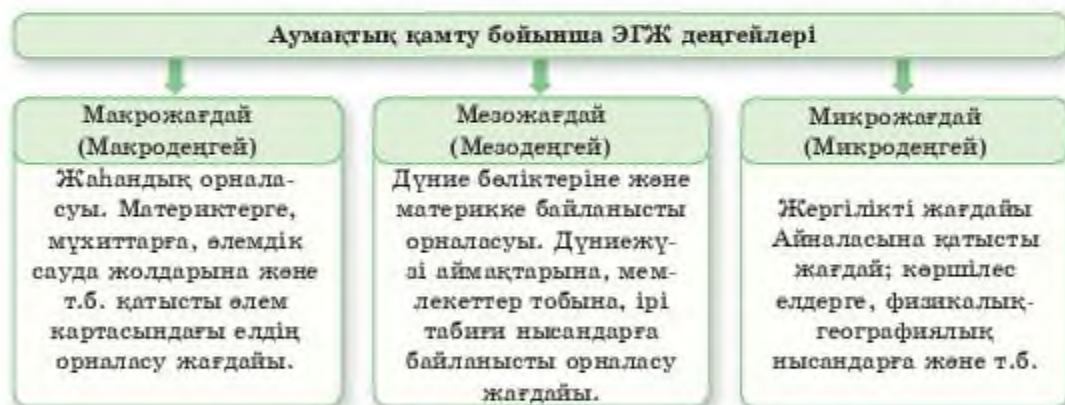 Аумақтық қамту бойынша ЭГЖ деңгейлері
Макрожағдай
(Макродеңгей)
Жаһандық орнала-
суы. Материктерге,
мұхиттарға, әлемдік
сауда жолдарына және
т.б. қатысты әлем
картасындағы елдің
орналасу жағдайы.
Мезожағдай
(Мезодеңгей)
Дүние бөліктеріне және
материкке байланысты
орналасуы. Дүниежү-
зі аймақтарына, мем-
лекеттер тобына, ірі
табиғи нысандарға
байланысты орналасу
жағдайы.
Микрожағдай
(Микродеңгей)
Жергілікті жағдайы
Айналасына қатысты
жағдай; көршілес
елдерге, физикалық-
географиялық
нысандарға және т.б.